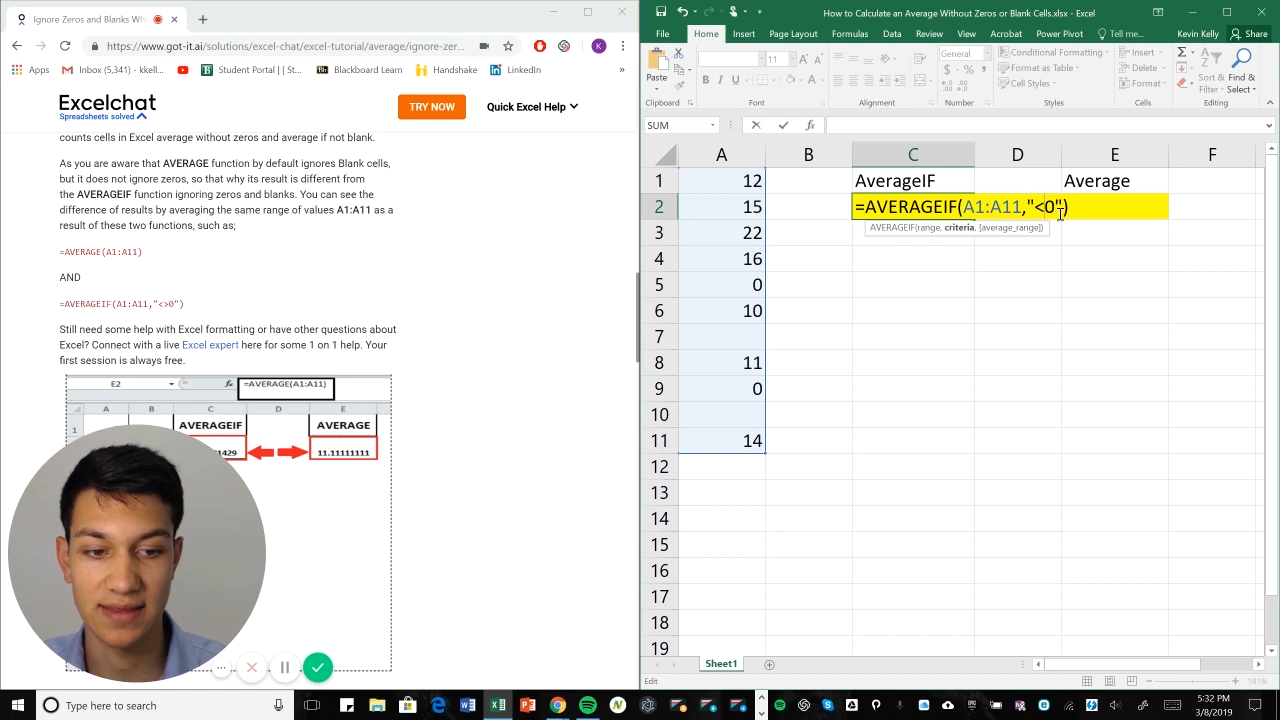 Ignore Zeros and Blanks Wh
https://www.got-it.ai/solutions/excel-chat/excel-tutorial/average/ignore-zer...
K
Apps
Inbox (5,341) - kkell...
Student Portal | | St...
Blackboard Learn
Handshake
LinkedIn
»
Excelchat
Spreadsheets solved
TRY NOW
Quick Excel Help
counts cells in Excel average without zeros and average if not blank.
As you are aware that AVERAGE function by default ignores Blank cells,
but it does not ignore zeros, so that why its result is different from
the AVERAGEIF function ignoring zeros and blanks. You can see the
difference of results by averaging the same range of values A1:A11 as a
result of these two functions, such as;
=AVERAGE(A1:A11)
AND
=AVERAGEIF(A1:A11,"<>0")
Still need some help with Excel formatting or have other questions about
Excel? Connect with a live Excel expert here for some 1 on 1 help. Your
first session is always free.
E2 fx =AVERAGE(A1:A11)
A B C D E
1 AVERAGEIF AVERAGE
1429 11.11111111
How to Calculate an Average Without Zeros or Blank Cells.xlsx - Excel
File Home Insert Page Layout Formulas Data Review View Developer Acrobat Power Pivot Tell me... Kevin Kelly Share
Paste
11
B I U
General
$ % ,
Conditional Formatting
Format as Table
Cell Styles
Insert
Delete
Format
Sort & Filter
Find & Select
Clipboard Font Alignment Number Styles Cells Editing
SUM fx
A B C D E F
1 12 AverageIF Average
2 15 =AVERAGEIF(A1:A11,"<0")
AVERAGEIF(range, criteria, [average_range])
3 22
4 16
5 0
6 10
7
8 11
9 0
10
11 14
12
13
14
15
16
17
18
19
Sheet1
Edit
181%
Type here to search
5:32 PM
3/8/2019